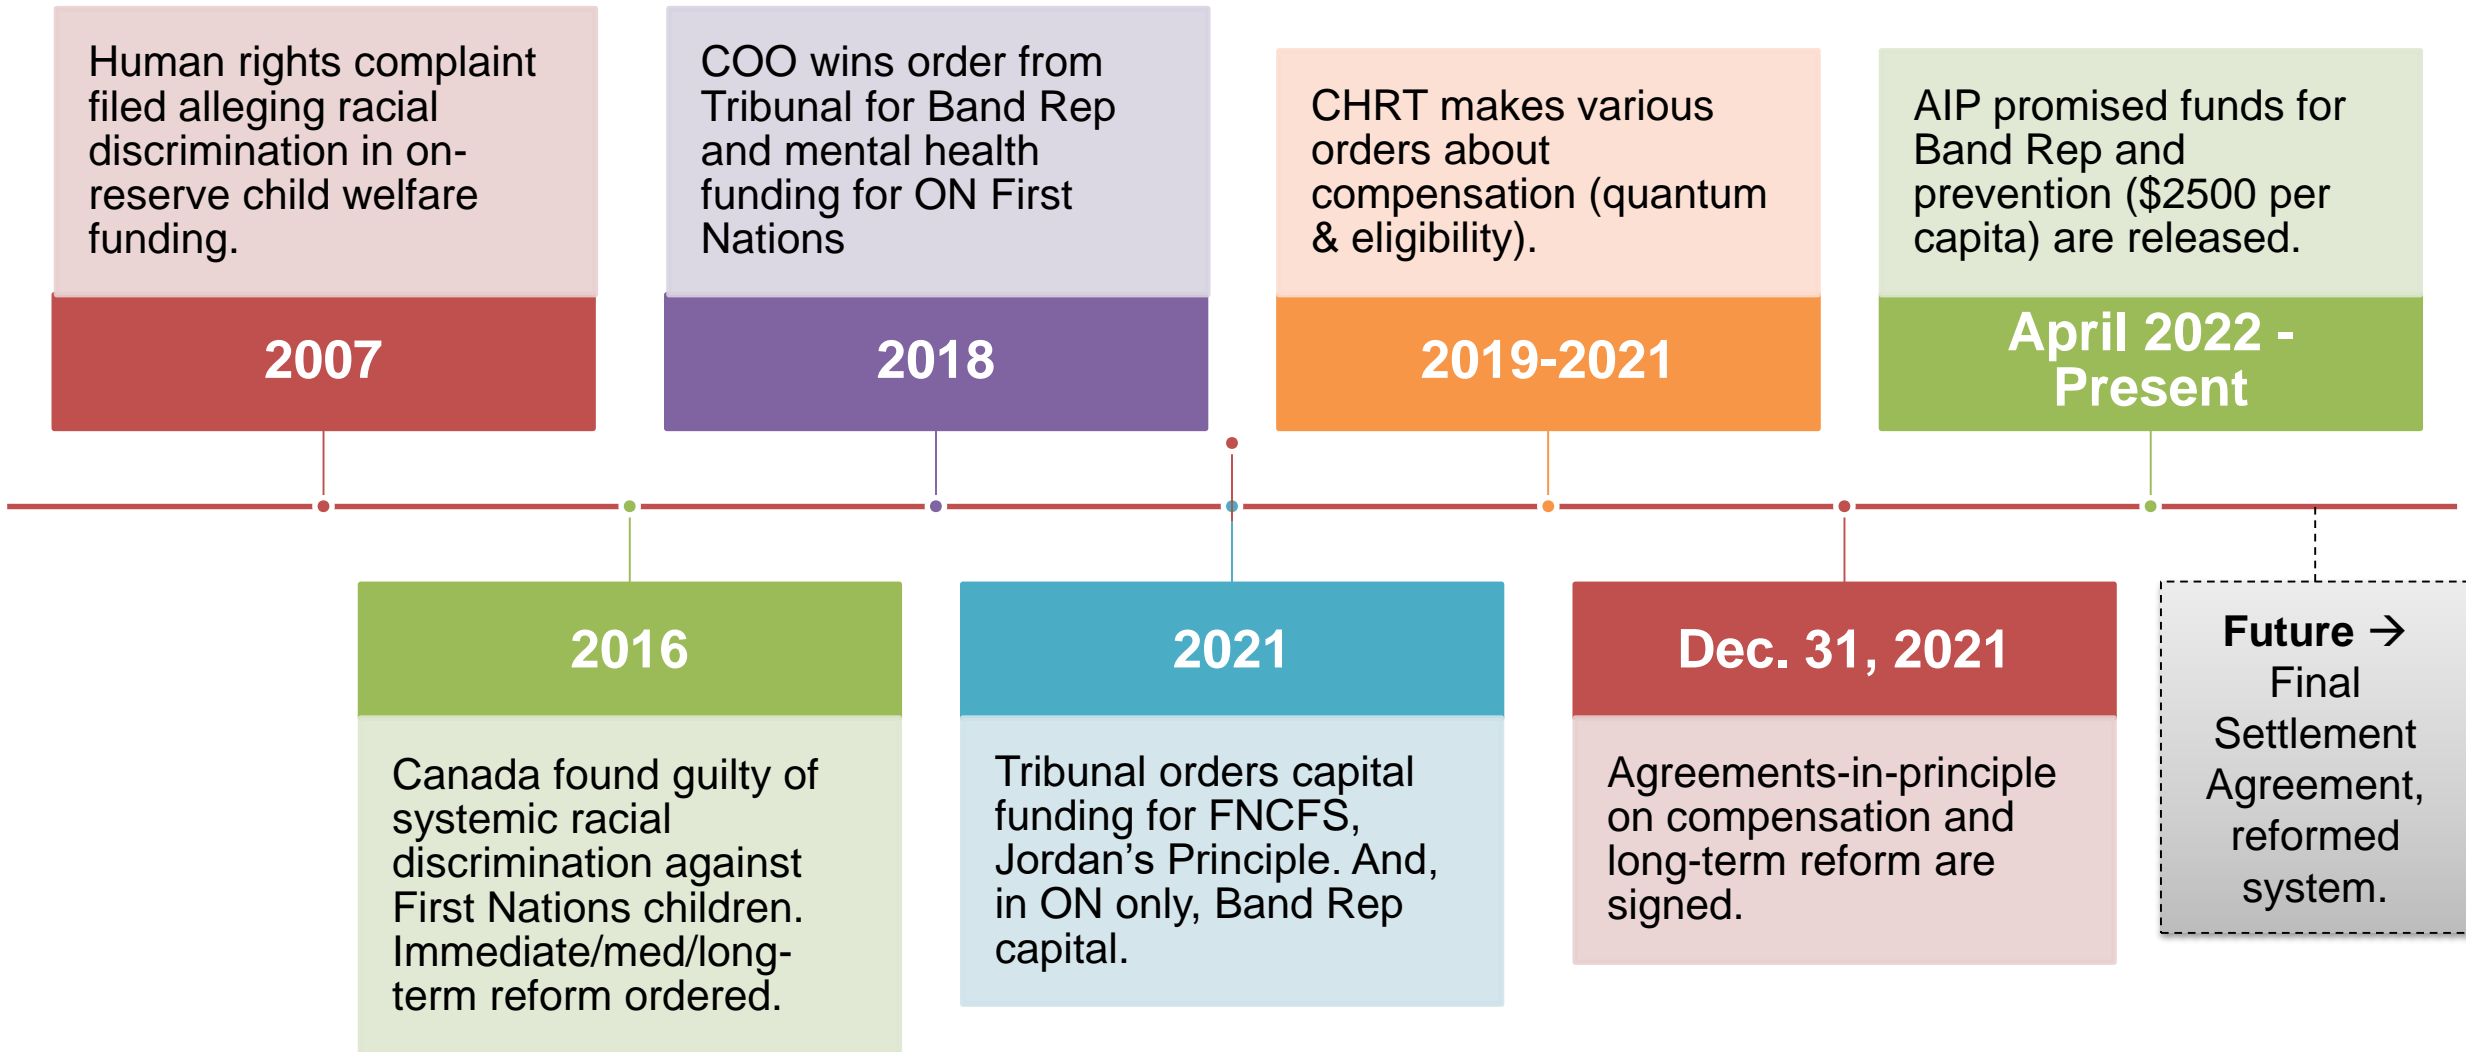 Human rights complaint
filed alleging racial
discrimination in on-
reserve child welfare
funding.
2007
2016
Canada found guilty of
systemic racial
discrimination against
First Nations children.
Immediate/med/long-
term reform ordered.
COO wins order from
Tribunal for Band Rep
and mental health
funding for ON First
Nations
2018
2021
Tribunal orders capital
funding for FNCFS,
Jordan’s Principle. And,
in ON only, Band Rep
capital.
CHRT makes various
orders about
compensation (quantum
& eligibility).
2019-2021
Dec. 31, 2021
Agreements-in-principle
on compensation and
long-term reform are
signed.
AIP promised funds for
Band Rep and
prevention ($2500 per
capita) are released.
April 2022 -
Present
Future →
Final
Settlement
Agreement,
reformed
system.